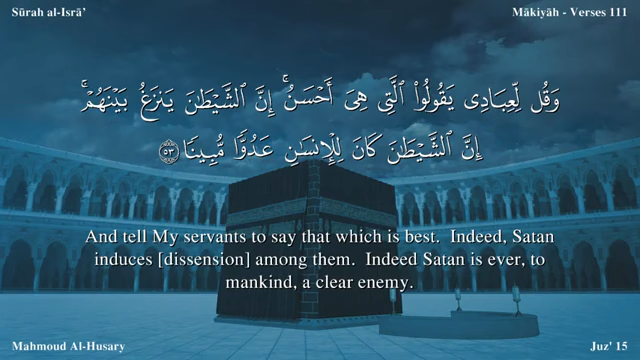 Sūrah al-Isrā’
Mākiyāh - Verses 111
وَقُل لِّعِبَادِى يَقُولُوا۟ ٱلَّتِى هِىَ أَحْسَنُ ۚ إِنَّ ٱلشَّيْطَـٰنَ يَنزَغُ بَيْنَهُمْ ۚ
إِنَّ ٱلشَّيْطَـٰنَ كَانَ لِلْإِنسَـٰنِ عَدُوًّا مُّبِينًا ٥٣
And tell My servants to say that which is best.  Indeed, Satan
induces [dissension] among them.  Indeed Satan is ever, to
mankind, a clear enemy.
Mahmoud Al-Husary
Juz' 15